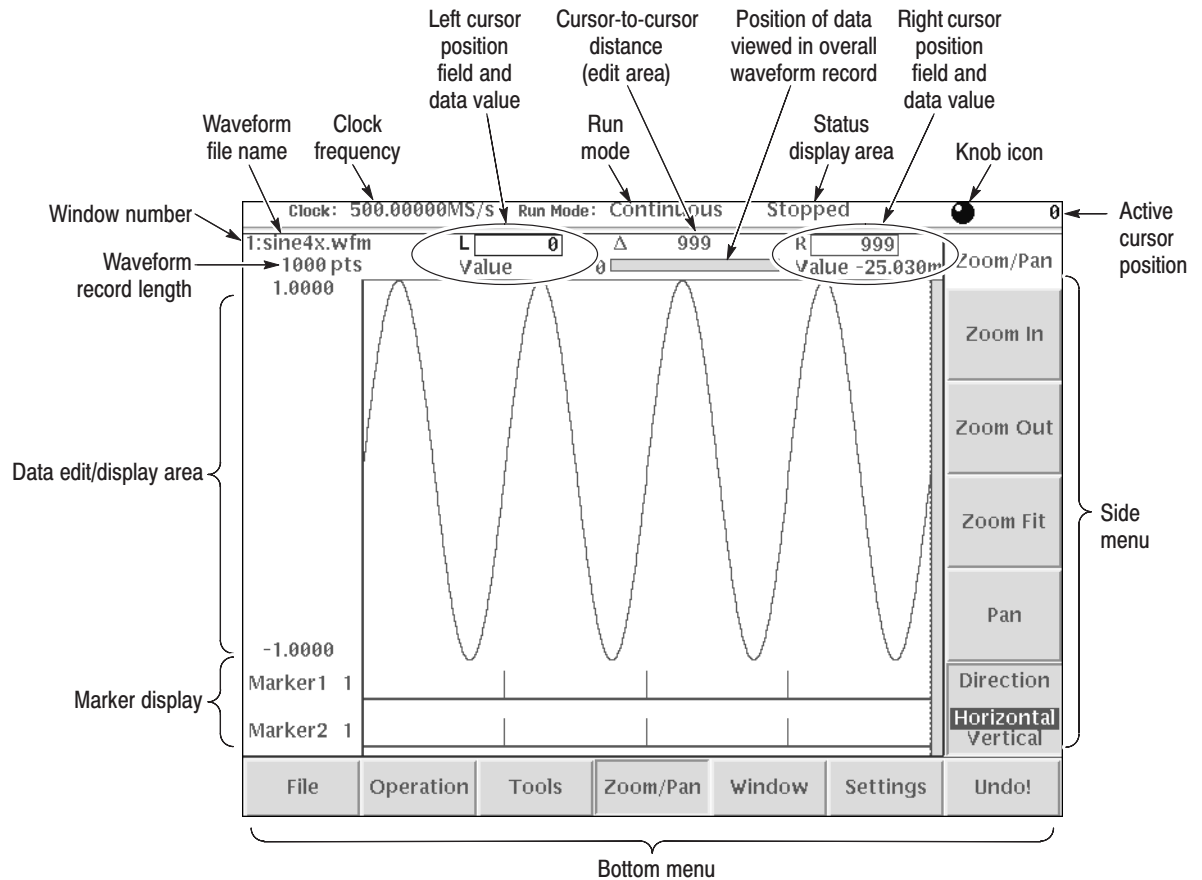 Left cursor
position
field and
data value
Cursor-to-cursor
distance
(edit area)
Position of data
viewed in overall
waveform record
Right cursor
position
field and
data value
Waveform
file name
Clock
frequency
Run
mode
Status
display area
Knob icon
Window number
Waveform
record length
Active
cursor
position
Clock: 500.00000MS/s Run Mode: Continuous Stopped 0
1:sine4x.wfm L 0 Δ 999 R 999
1000 pts Value 0 Value -25.030m Zoom/Pan
1.0000
Zoom In
Zoom Out
Zoom Fit
Pan
Data edit/display area
Side
menu
-1.0000
Marker display
Marker1 1
Marker2 1
Direction
Horizontal
Vertical
File Operation Tools Zoom/Pan Window Settings Undo!
Bottom menu